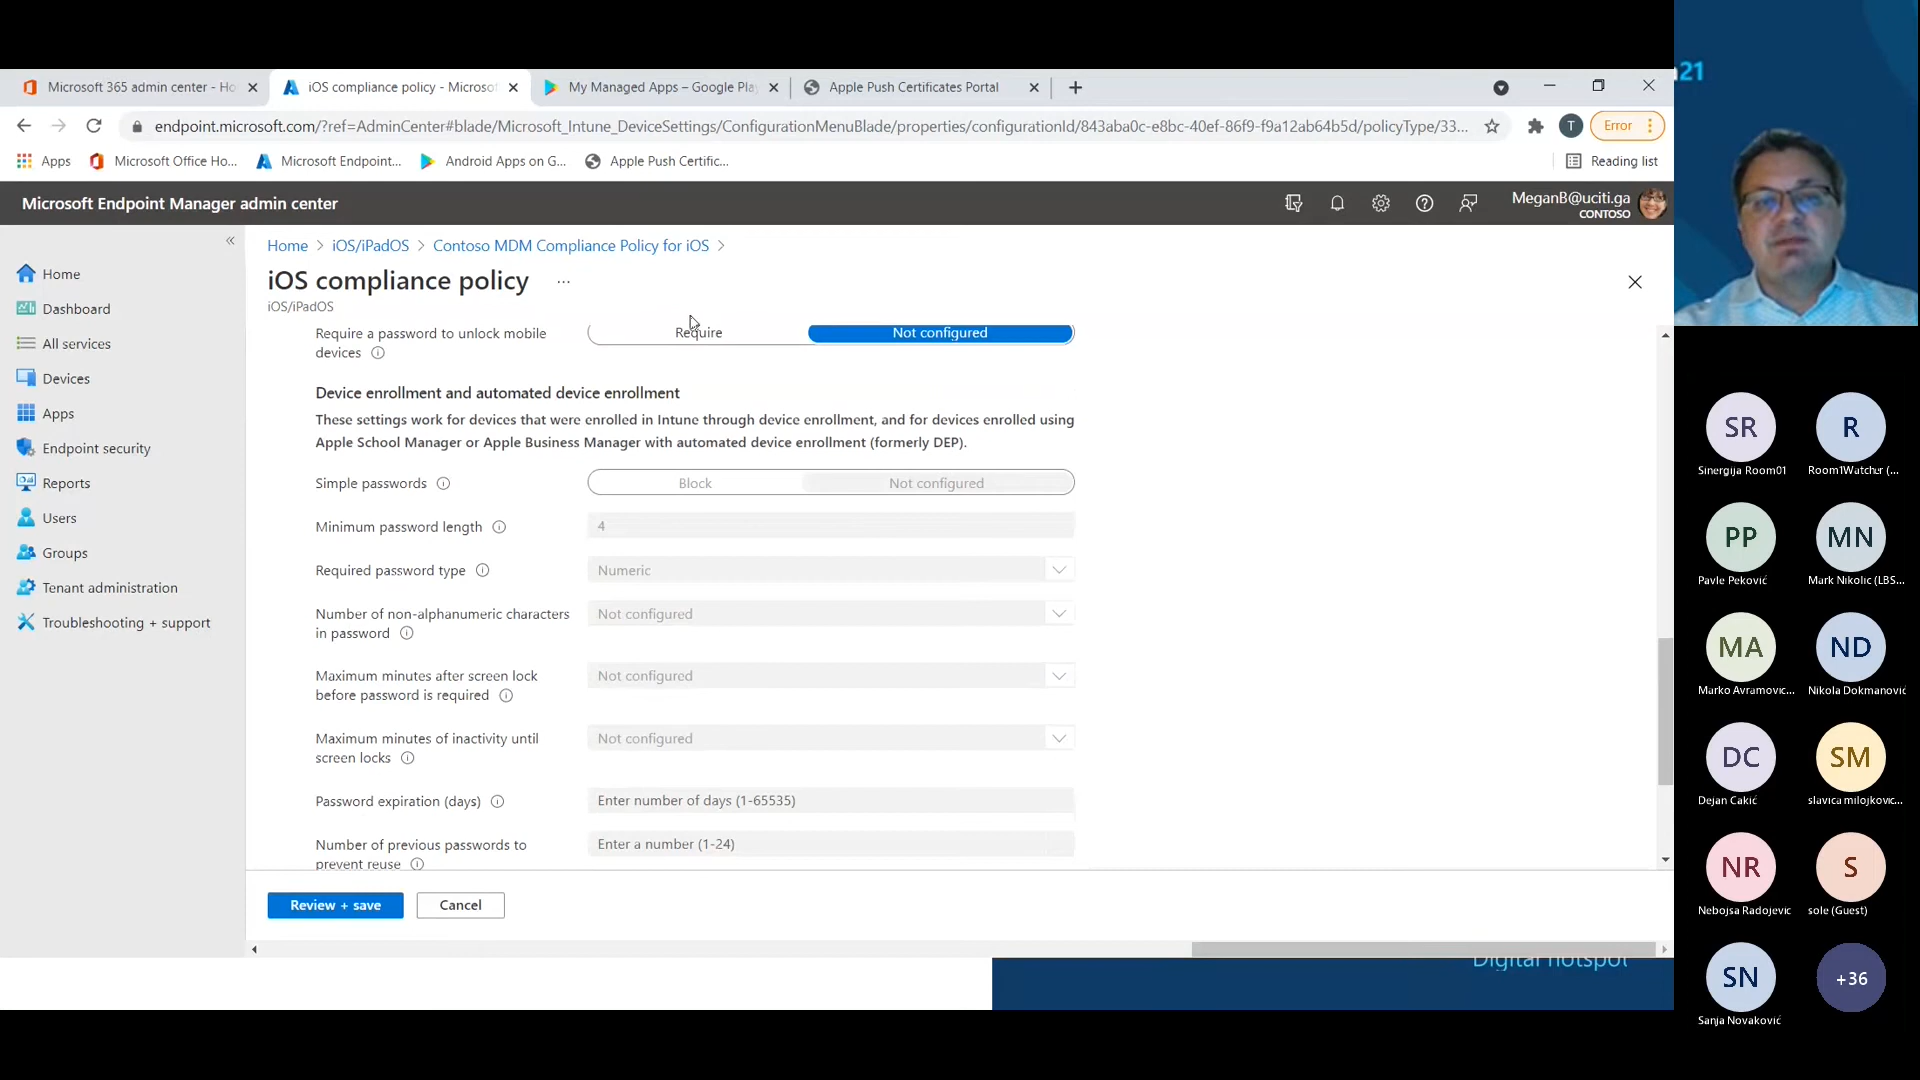 n21
Microsoft 365 admin center - Ho
iOS compliance policy - Microsof
My Managed Apps – Google Pla
Apple Push Certificates Portal
endpoint.microsoft.com/?ref=AdminCenter#blade/Microsoft_Intune_DeviceSettings/ConfigurationMenuBlade/properties/configurationId/843aba0c-e8bc-40ef-86f9-f9a12ab64b5d/policyType/33...
T
Error
Apps
Microsoft Office Ho...
Microsoft Endpoint...
Android Apps on G...
Apple Push Certific...
Reading list
Microsoft Endpoint Manager admin center
MeganB@uciti.ga
CONTOSO
Home
Dashboard
All services
Devices
Apps
Endpoint security
Reports
Users
Groups
Tenant administration
Troubleshooting + support
Home > iOS/iPadOS > Contoso MDM Compliance Policy for iOS >
iOS compliance policy ...
iOS/iPadOS
Require a password to unlock mobile
devices
Require
Not configured
Device enrollment and automated device enrollment
These settings work for devices that were enrolled in Intune through device enrollment, and for devices enrolled using
Apple School Manager or Apple Business Manager with automated device enrollment (formerly DEP).
Simple passwords
Block
Not configured
Minimum password length
4
Required password type
Numeric
Number of non-alphanumeric characters
in password
Not configured
Maximum minutes after screen lock
before password is required
Not configured
Maximum minutes of inactivity until
screen locks
Not configured
Password expiration (days)
Enter number of days (1-65535)
Number of previous passwords to
prevent reuse
Enter a number (1-24)
Review + save
Cancel
Digital hotspot
SR
Sinergija Room01
R
Room1Watcher (...
PP
Pavle Peković
MN
Mark Nikolic (LBS...
MA
Marko Avramovic...
ND
Nikola Dokmanović
DC
Dejan Cakić
SM
slavica milojkovic...
NR
Nebojsa Radojevic
S
sole (Guest)
SN
Sanja Novaković
+36